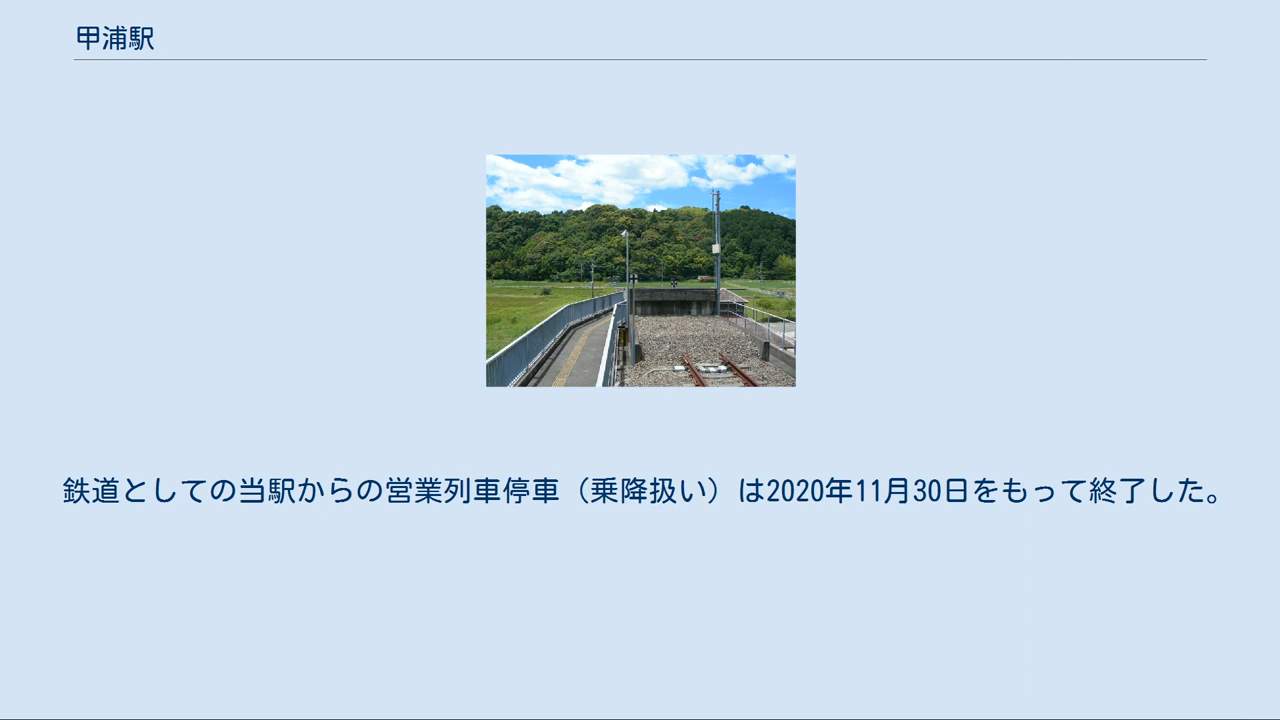 甲浦駅
鉄道としての当駅からの営業列車停車（乗降扱い）は2020年11月30日をもって終了した。